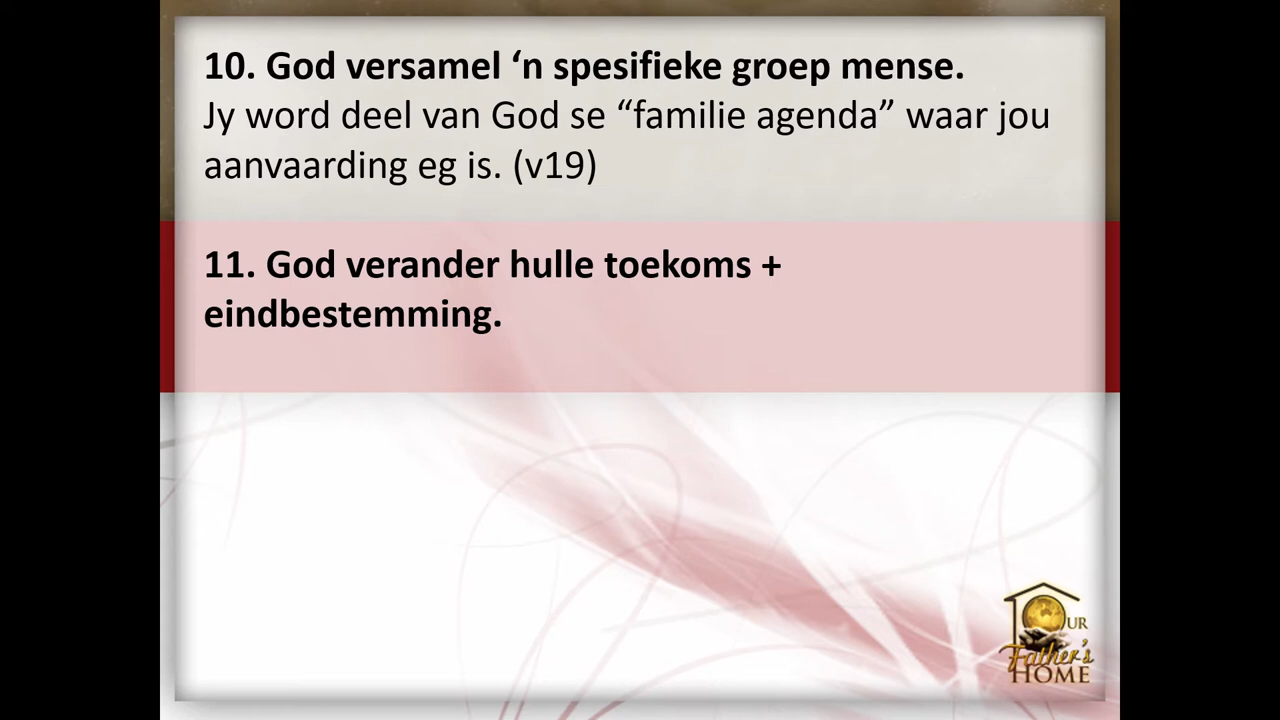 10. God versamel ‘n spesifieke groep mense.
Jy word deel van God se “familie agenda” waar jou
aanvaarding eg is. (v19)
11. God verander hulle toekoms +
eindbestemming.
OUR
Father's
HOME